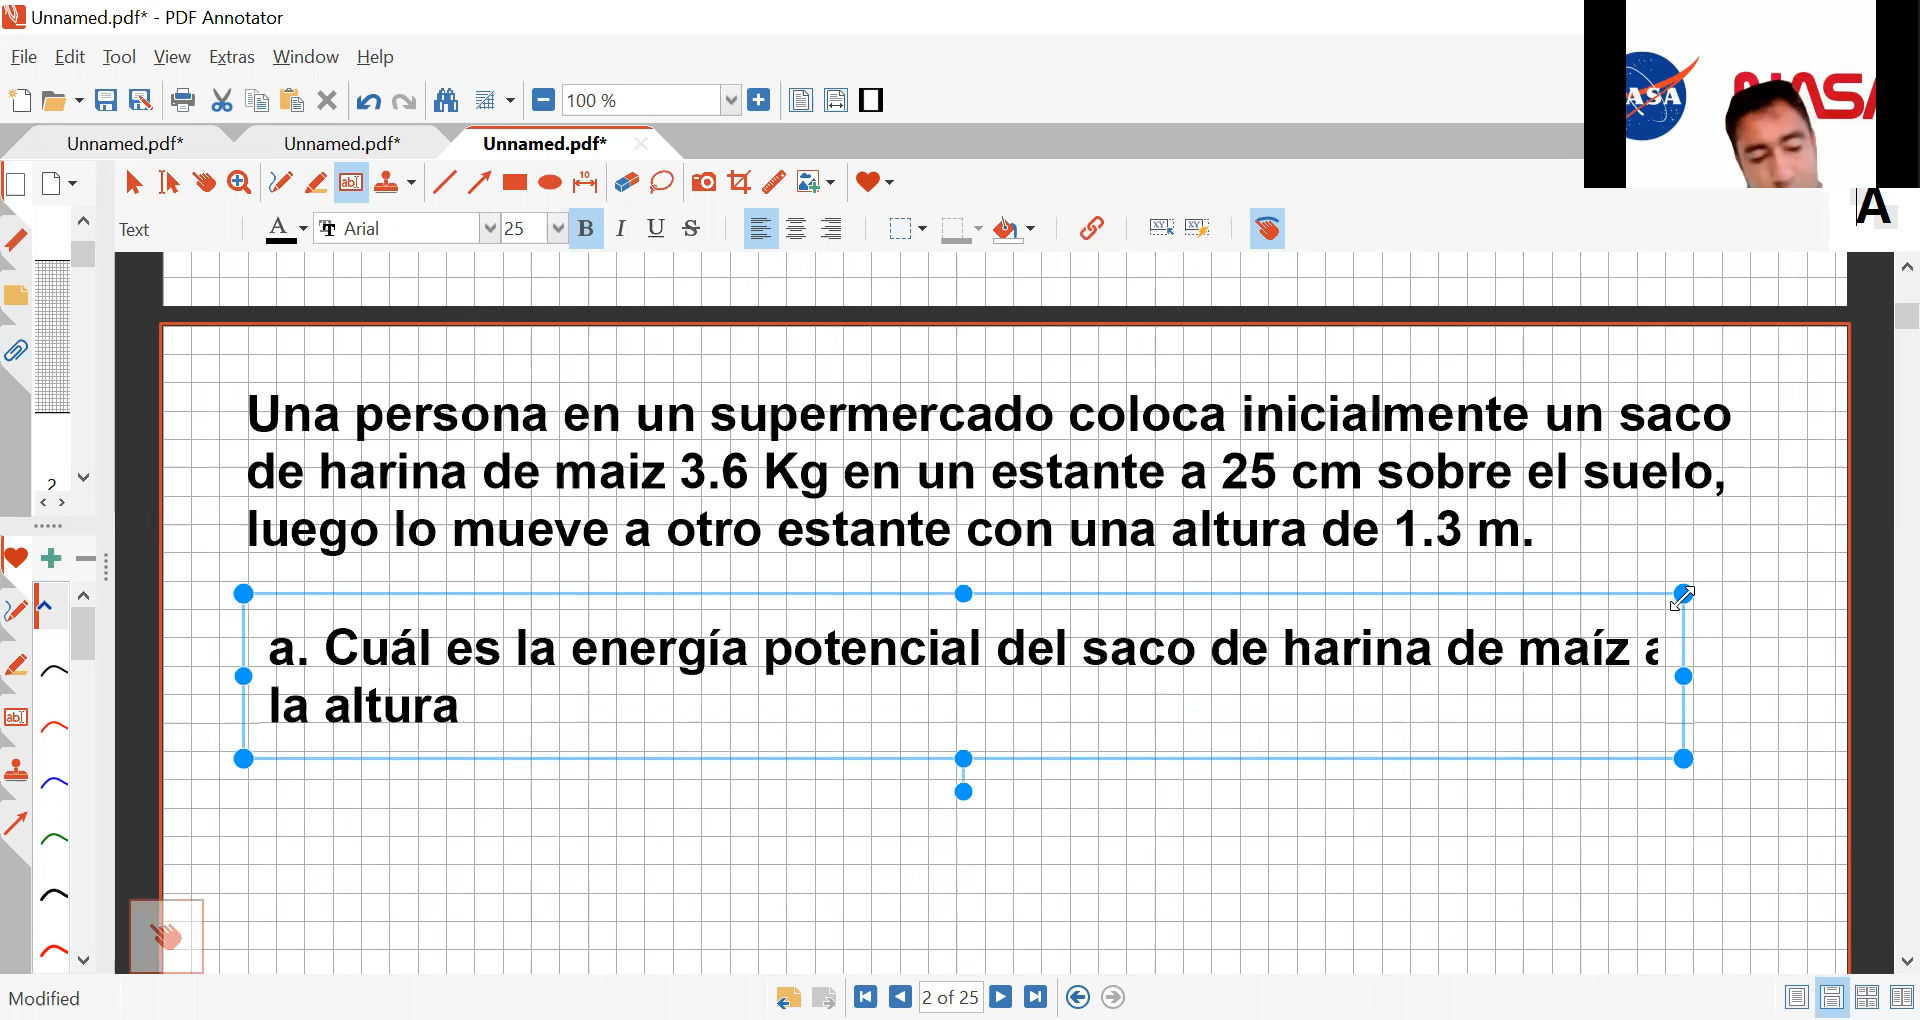 Unnamed.pdf* - PDF Annotator
File Edit Tool View Extras Window Help
100 %
Unnamed.pdf* Unnamed.pdf* Unnamed.pdf*
Text A Arial 25 B I U S
A
Una persona en un supermercado coloca inicialmente un saco
de harina de maiz 3.6 Kg en un estante a 25 cm sobre el suelo,
luego lo mueve a otro estante con una altura de 1.3 m.
a. Cuál es la energía potencial del saco de harina de maíz a
la altura
2
Modified
2 of 25